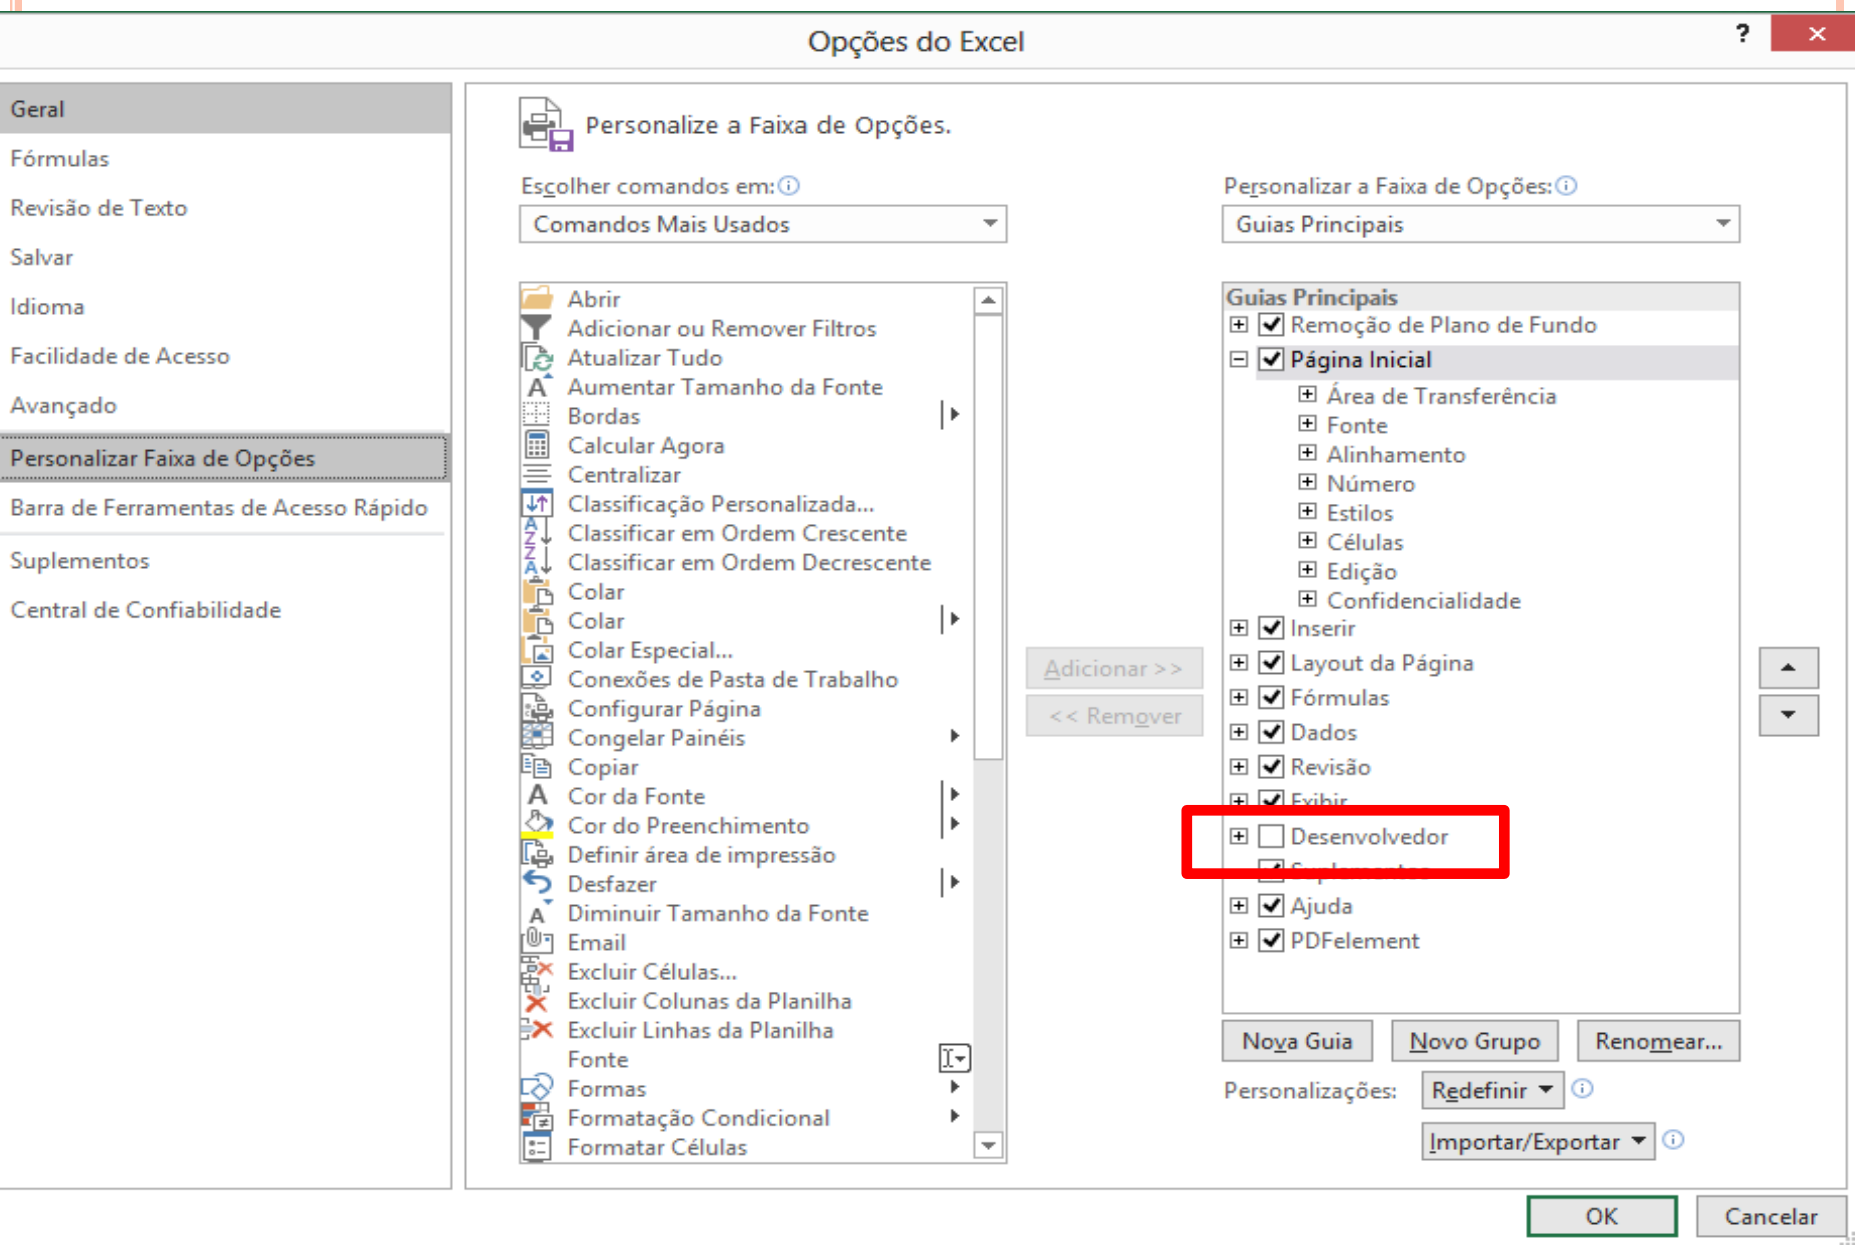 Opções do Excel
?
Geral
Fórmulas
Revisão de Texto
Salvar
Idioma
Facilidade de Acesso
Avançado
Personalizar Faixa de Opções
Barra de Ferramentas de Acesso Rápido
Suplementos
Central de Confiabilidade
Personalize a Faixa de Opções.
Escolher comandos em:
Comandos Mais Usados
Abrir
Adicionar ou Remover Filtros
Atualizar Tudo
Aumentar Tamanho da Fonte
Bordas
Calcular Agora
Centralizar
Classificação Personalizada...
Classificar em Ordem Crescente
Classificar em Ordem Decrescente
Colar
Colar
Colar Especial...
Conexões de Pasta de Trabalho
Configurar Página
Congelar Painéis
Copiar
Cor da Fonte
Cor do Preenchimento
Definir área de impressão
Desfazer
Diminuir Tamanho da Fonte
Email
Excluir Células...
Excluir Colunas da Planilha
Excluir Linhas da Planilha
Fonte
Formas
Formatação Condicional
Formatar Células
Adicionar >>
<< Remover
Personalizar a Faixa de Opções:
Guias Principais
Guias Principais
Remoção de Plano de Fundo
Página Inicial
Área de Transferência
Fonte
Alinhamento
Número
Estilos
Células
Edição
Confidencialidade
Inserir
Layout da Página
Fórmulas
Dados
Revisão
Exibir
Desenvolvedor
Suplementos
Ajuda
PDFelement
Nova Guia
Novo Grupo
Renomear...
Personalizações:
Redefinir
Importar/Exportar
OK
Cancelar